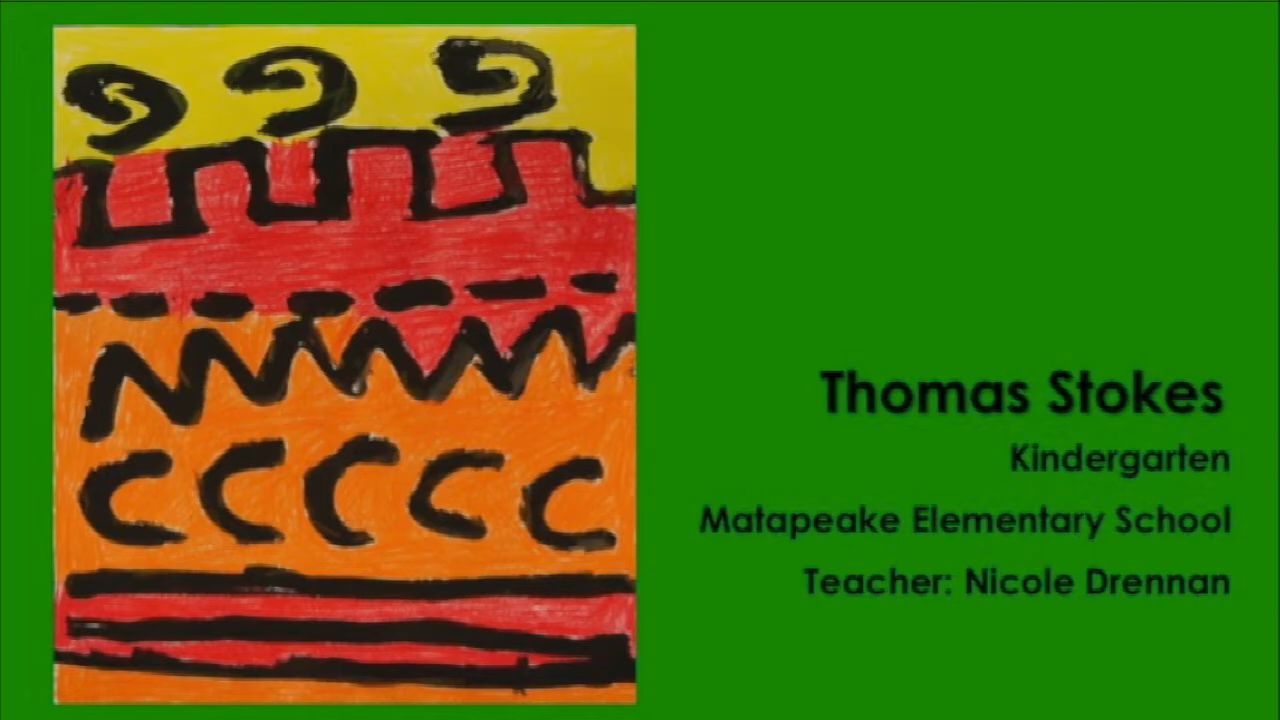 Thomas Stokes
Kindergarten
Matapeake Elementary School
Teacher: Nicole Drennan